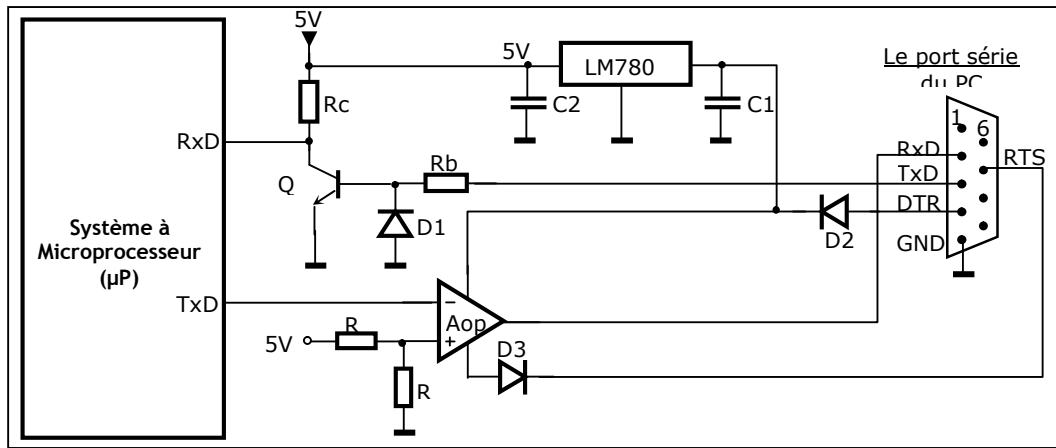 5V
5V
LM780
Le port série
du PC
Rc
C2
C1
1
6
RxD
Rb
RxD
RTS
TxD
Q
DTR
D1
D2
Système à
Microprocesseur
(µP)
GND
TxD
−
Aop
+
R
5V
D3
R